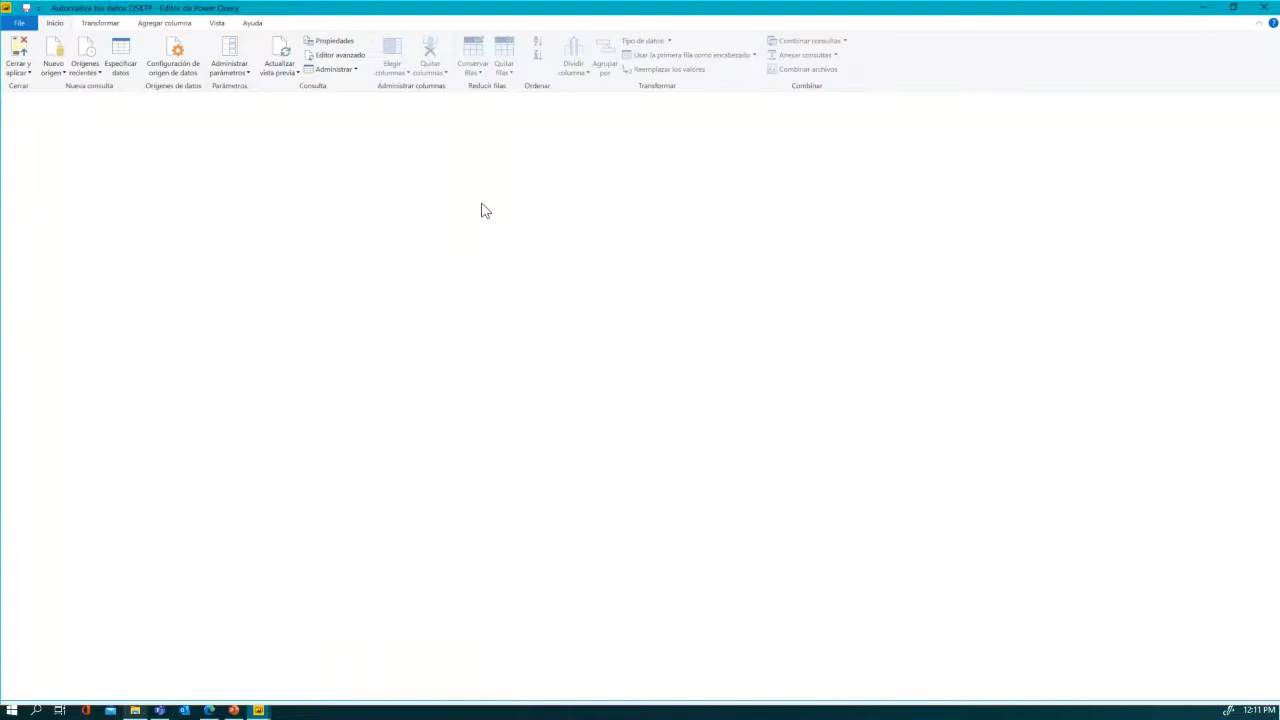 Automatiza tus datos DSKTP - Editor de Power Query
File Inicio Transformar Agregar columna Vista Ayuda
Cerrar y aplicar
Nuevo origen
Orígenes recientes
Especificar datos
Configuración de origen de datos
Administrar parámetros
Actualizar vista previa
Propiedades
Editor avanzado
Administrar
Elegir columnas
Quitar columnas
Conservar filas
Quitar filas
Dividir columna
Agrupar por
Tipo de datos
Usar la primera fila como encabezado
Reemplazar los valores
Combinar consultas
Anexar consultas
Combinar archivos
Cerrar
Nueva consulta
Orígenes de datos
Parámetros
Consulta
Administrar columnas
Reducir filas
Ordenar
Transformar
Combinar
12:11 PM